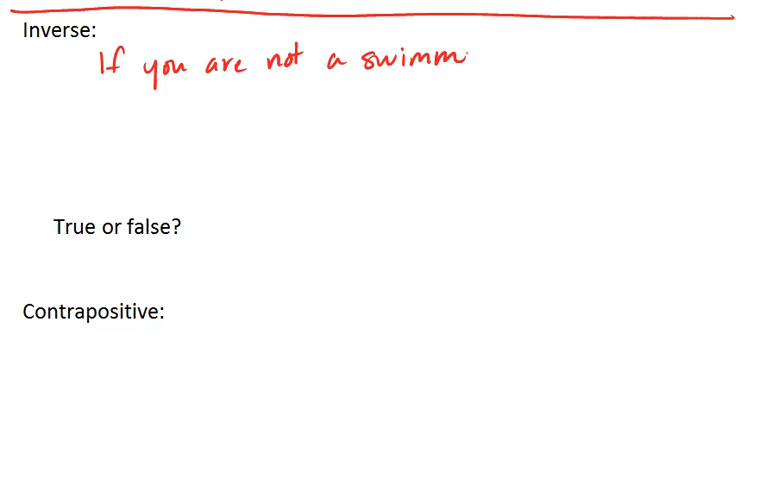 Inverse:
If you are not a swimm
True or false?
Contrapositive: